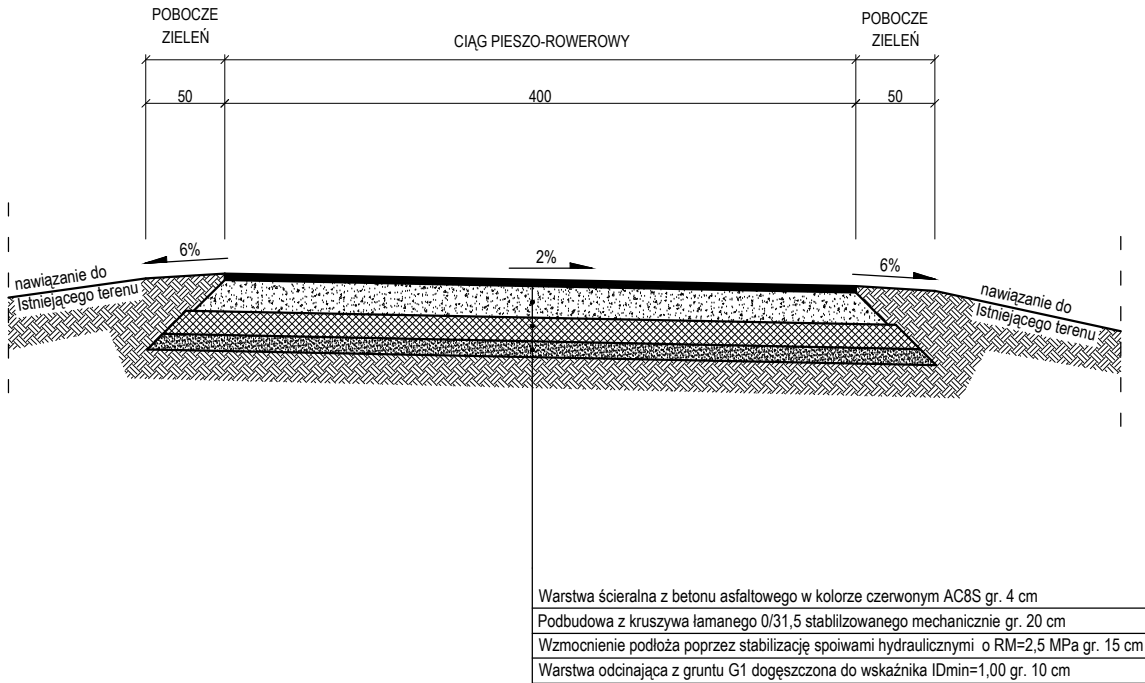 POBOCZE
ZIELEŃ
CIĄG PIESZO-ROWEROWY
POBOCZE
ZIELEŃ
50
400
50
6%
2%
6%
nawiązanie do
Istniejącego terenu
nawiązanie do
Istniejącego terenu
Warstwa ścieralna z betonu asfaltowego w kolorze czerwonym AC8S gr. 4 cm
Podbudowa z kruszywa łamanego 0/31,5 stablilzowanego mechanicznie gr. 20 cm
Wzmocnienie podłoża poprzez stabilizację spoiwami hydraulicznymi o RM=2,5 MPa gr. 15 cm
Warstwa odcinająca z gruntu G1 dogęszczona do wskaźnika IDmin=1,00 gr. 10 cm